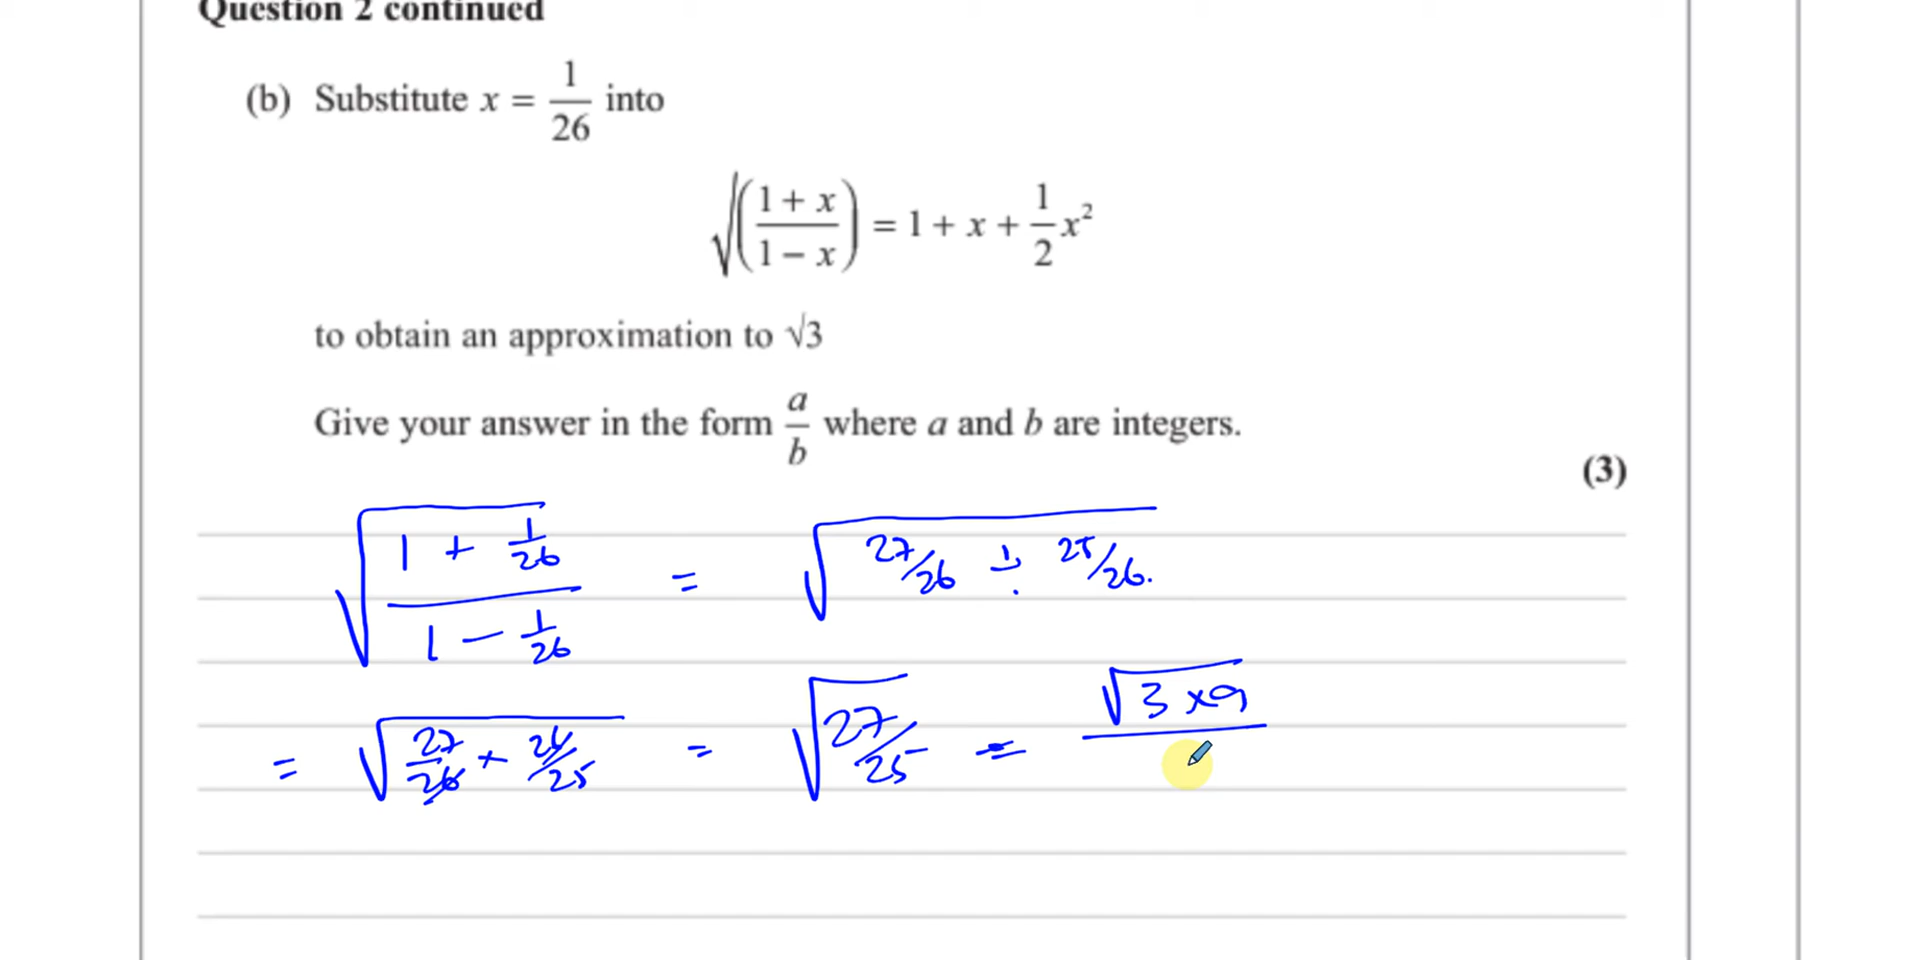 Question 2 continued
(b) Substitute x = 1/26 into
√((1 + x)/(1 − x)) = 1 + x + 1/2 x²
to obtain an approximation to √3
Give your answer in the form a/b where a and b are integers.
(3)
√((1 + 1/26)/(1 − 1/26)) = √(27/26 ÷ 25/26.)
= √(27/26 × 26/25) = √(27/25) = √(3 × 9)